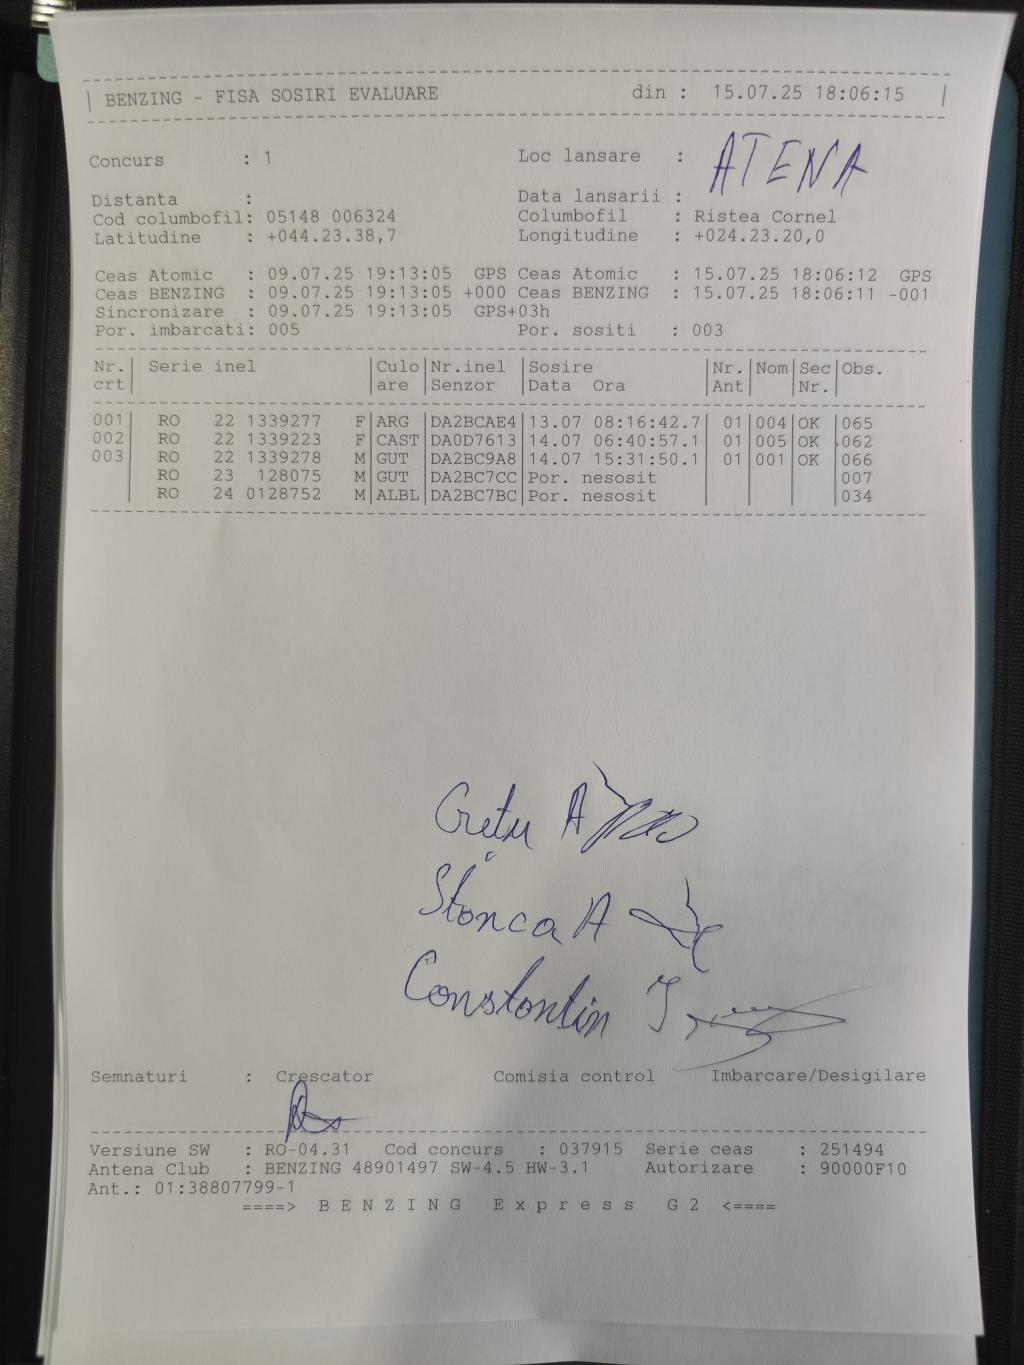 BENZING - FISA SOSIRI EVALUARE din : 15.07.25 18:06:15
Concurs : 1 Loc lansare : ATENA
Distanta : Data lansarii :
Cod columbofil: 05148 006324 Columbofil : Ristea Cornel
Latitudine : +044.23.38,7 Longitudine : +024.23.20,0
Ceas Atomic : 09.07.25 19:13:05 GPS Ceas Atomic : 15.07.25 18:06:12 GPS
Ceas BENZING : 09.07.25 19:13:05 +000 Ceas BENZING : 15.07.25 18:06:11 -001
Sincronizare : 09.07.25 19:13:05 GPS+03h
Por. imbarcati: 005 Por. sositi : 003
Nr. Serie inel Culo Nr.inel Sosire Nr. Nom Sec Obs.
crt are Senzor Data Ora Ant Nr.
001 RO 22 1339277 F ARG DA2BCAE4 13.07 08:16:42.7 01 004 OK 065
002 RO 22 1339223 F CAST DA0D7613 14.07 06:40:57.1 01 005 OK 062
003 RO 22 1339278 M GUT DA2BC9A8 14.07 15:31:50.1 01 001 OK 066
RO 23 128075 M GUT DA2BC7CC Por. nesosit 007
RO 24 0128752 M ALBL DA2BC7BC Por. nesosit 034
Crețu A
Stonca A
Constontin I
Semnaturi : Crescator Comisia control Imbarcare/Desigilare
Versiune SW : RO-04.31 Cod concurs : 037915 Serie ceas : 251494
Antena Club : BENZING 48901497 SW-4.5 HW-3.1 Autorizare : 90000F10
Ant.: 01:38807799-1
====> BENZING Express G2 <====